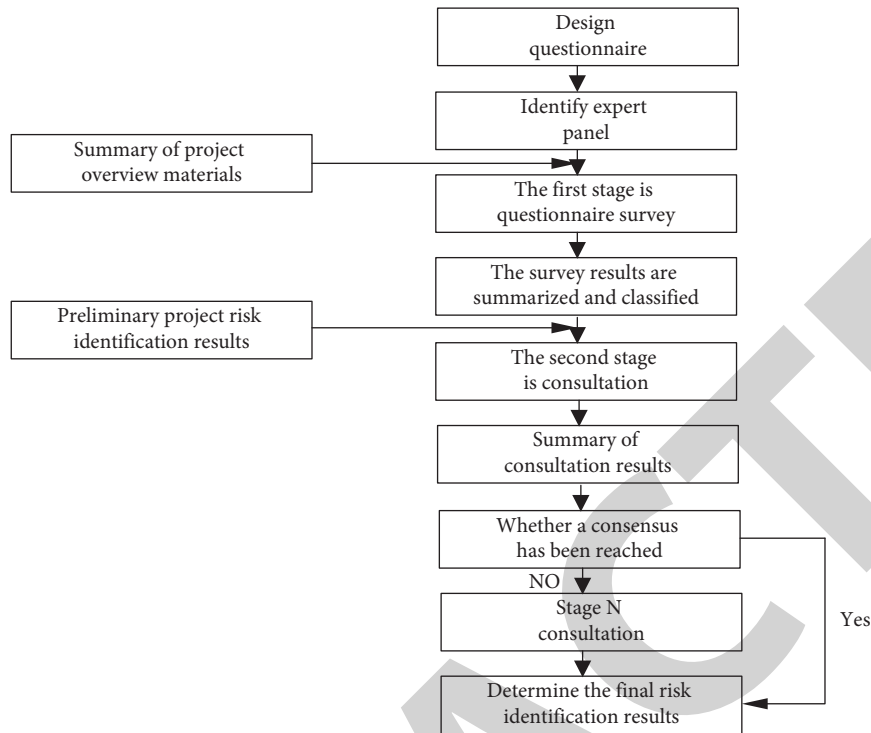 Design
questionnaire
Identify expert
panel
Summary of project
overview materials
The first stage is
questionnaire survey
The survey results are
summarized and classified
Preliminary project risk
identification results
The second stage
is consultation
Summary of
consultation results
Whether a consensus
has been reached
NO
Stage N
consultation
Yes
Determine the final risk
identification results